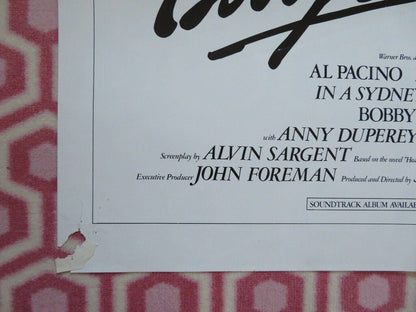 Warner Bros.
AL PACINO
IN A SYDNEY
BOBBY
with ANNY DUPEREY
Screenplay by ALVIN SARGENT Based on the novel
Executive Producer JOHN FOREMAN Produced and Directed by
SOUNDTRACK ALBUM